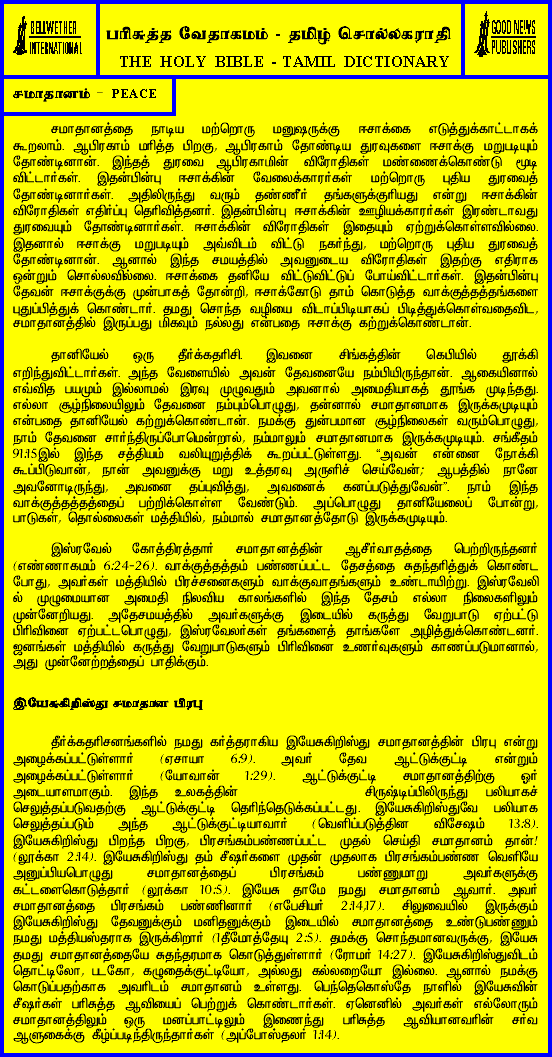 BELLWETHER
INTERNATIONAL
பரிசுத்த வேதாகமம் - தமிழ் சொல்லகராதி
THE HOLY BIBLE - TAMIL DICTIONARY
GOOD NEWS
PUBLISHERS
சமாதானம் - PEACE
சமாதானத்தை நாடிய மற்றொரு மனுஷருக்கு ஈசாக்கை எடுத்துக்காட்டாகக்
கூறலாம். ஆபிரகாம் மரித்த பிறகு, ஆபிரகாம் தோண்டிய துரவுகளை ஈசாக்கு மறுபடியும்
தோண்டினான். இந்தத் துரவை ஆபிரகாமின் விரோதிகள் மண்ணைக்கொண்டு மூடி
விட்டார்கள். இதன்பின்பு ஈசாக்கின் வேலைக்காரர்கள் மற்றொரு புதிய துரவைத்
தோண்டினார்கள். அதிலிருந்து வரும் தண்ணீர் தங்களுக்குரியது என்று ஈசாக்கின்
விரோதிகள் எதிர்ப்பு தெரிவித்தனர். இதன்பின்பு ஈசாக்கின் ஊழியக்காரர்கள் இரண்டாவது
துரவையும் தோண்டினார்கள். ஈசாக்கின் விரோதிகள் இதையும் ஏற்றுக்கொள்ளவில்லை.
இதனால் ஈசாக்கு மறுபடியும் அவ்விடம் விட்டு நகர்ந்து, மற்றொரு புதிய துரவைத்
தோண்டினான். ஆனால் இந்த சமயத்தில் அவனுடைய விரோதிகள் இதற்கு எதிராக
ஒன்றும் சொல்லவில்லை. ஈசாக்கை தனியே விட்டுவிட்டுப் போய்விட்டார்கள். இதன்பின்பு
தேவன் ஈசாக்குக்கு முன்பாகத் தோன்றி, ஈசாக்கோடு தாம் கொடுத்த வாக்குத்தத்தங்களை
புதுப்பித்துக் கொண்டார். தமது சொந்த வழியை விடாப்பிடியாகப் பிடித்துக்கொள்வதைவிட,
சமாதானத்தில் இருப்பது மிகவும் நல்லது என்பதை ஈசாக்கு கற்றுக்கொண்டான்.
தானியேல் ஒரு தீர்க்கதரிசி. இவனை சிங்கத்தின் கெபியில் தூக்கி
எறிந்துவிட்டார்கள். அந்த வேளையில் அவன் தேவனையே நம்பியிருந்தான். ஆகையினால்
எவ்வித பயமும் இல்லாமல் இரவு முழுவதும் அவனால் அமைதியாகத் தூங்க முடிந்தது.
எல்லா சூழ்நிலையிலும் தேவனை நம்பும்பொழுது, தன்னால் சமாதானமாக இருக்கமுடியும்
என்பதை தானியேல் கற்றுக்கொண்டான். நமக்கு துன்பமான சூழ்நிலைகள் வரும்பொழுது,
நாம் தேவனை சார்ந்திருப்போமென்றால், நம்மாலும் சமாதானமாக இருக்கமுடியும். சங்கீதம்
91:15இல் இந்த சத்தியம் வலியுறுத்திக் கூறப்பட்டுள்ளது. "அவன் என்னை நோக்கி
கூப்பிடுவான், நான் அவனுக்கு மறு உத்தரவு அருளிச் செய்வேன்; ஆபத்தில் நானே
அவனோடிருந்து, அவனை தப்புவித்து, அவனைக் கனப்படுத்துவேன்". நாம் இந்த
வாக்குத்தத்தத்தைப் பற்றிக்கொள்ள வேண்டும். அப்பொழுது தானியேலைப் போன்று,
பாடுகள், தொல்லைகள் மத்தியில், நம்மால் சமாதானத்தோடு இருக்கமுடியும்.
இஸ்ரவேல் கோத்திரத்தார் சமாதானத்தின் ஆசீர்வாதத்தை பெற்றிருந்தனர்
(எண்ணாகமம் 6:24-26). வாக்குத்தத்தம் பண்ணப்பட்ட தேசத்தை சுதந்தரித்துக் கொண்ட
போது, அவர்கள் மத்தியில் பிரச்சனைகளும் வாக்குவாதங்களும் உண்டாயிற்று. இஸ்ரவேலி
ல் முழுமையான அமைதி நிலவிய காலங்களில் இந்த தேசம் எல்லா நிலைகளிலும்
முன்னேறியது. அதேசமயத்தில் அவர்களுக்கு இடையில் கருத்து வேறுபாடு ஏற்பட்டு
பிரிவினை ஏற்பட்டபொழுது, இஸ்ரவேலர்கள் தங்களைத் தாங்களே அழித்துக்கொண்டனர்.
ஜனங்கள் மத்தியில் கருத்து வேறுபாடுகளும் பிரிவினை உணர்வுகளும் காணப்படுமானால்,
அது முன்னேற்றத்தைப் பாதிக்கும்.
இயேசுகிறிஸ்து சமாதான பிரபு
தீர்க்கதரிசனங்களில் நமது கர்த்தராகிய இயேசுகிறிஸ்து சமாதானத்தின் பிரபு என்று
அழைக்கப்பட்டுள்ளார் (ஏசாயா 6:9). அவர் தேவ ஆட்டுக்குட்டி என்றும்
அழைக்கப்பட்டுள்ளார் (யோவான் 1:29). ஆட்டுக்குட்டி சமாதானத்திற்கு ஓர்
அடையாளமாகும். இந்த உலகத்தின் சிருஷ்டிப்பிலிருந்து பலியாகச்
செலுத்தப்படுவதற்கு ஆட்டுக்குட்டி தெரிந்தெடுக்கப்பட்டது. இயேசுகிறிஸ்துவே பலியாக
செலுத்தப்படும் அந்த ஆட்டுக்குட்டியாவார் (வெளிப்படுத்தின விசேஷம் 13:8).
இயேசுகிறிஸ்து பிறந்த பிறகு, பிரசங்கம்பண்ணப்பட்ட முதல் செய்தி சமாதானம் தான்!
(லூக்கா 2:14). இயேசுகிறிஸ்து தம் சீஷர்களை முதன் முதலாக பிரசங்கம்பண்ண வெளியே
அனுப்பியபொழுது சமாதானத்தைப் பிரசங்கம் பண்ணுமாறு அவர்களுக்கு
கட்டளைகொடுத்தார் (லூக்கா 10:5). இயேசு தாமே நமது சமாதானம் ஆவார். அவர்
சமாதானத்தை பிரசங்கம் பண்ணினார் (எபேசியர் 2:14,17). சிலுவையில் இருக்கும்
இயேசுகிறிஸ்து தேவனுக்கும் மனிதனுக்கும் இடையில் சமாதானத்தை உண்டுபண்ணும்
நமது மத்தியஸ்தராக இருக்கிறார் (1தீமோத்தேயு 2:5). தமக்கு சொந்தமானவருக்கு, இயேசு
தமது சமாதானத்தையே சுதந்தரமாக கொடுத்துள்ளார் (ரோமர் 14:27). இயேசுகிறிஸ்துவிடம்
தொட்டிலோ, படகோ, கழுதைக்குட்டியோ, அல்லது கல்லறையோ இல்லை. ஆனால் நமக்கு
கொடுப்பதற்காக அவரிடம் சமாதானம் உள்ளது. பெந்தெகொஸ்தே நாளில் இயேசுவின்
சீஷர்கள் பரிசுத்த ஆவியைப் பெற்றுக் கொண்டார்கள். ஏனெனில் அவர்கள் எல்லோரும்
சமாதானத்திலும் ஒரு மனப்பாட்டிலும் இணைந்து பரிசுத்த ஆவியானவரின் சர்வ
ஆளுகைக்கு கீழ்ப்படிந்திருந்தார்கள் (அப்போஸ்தலர் 1:14).